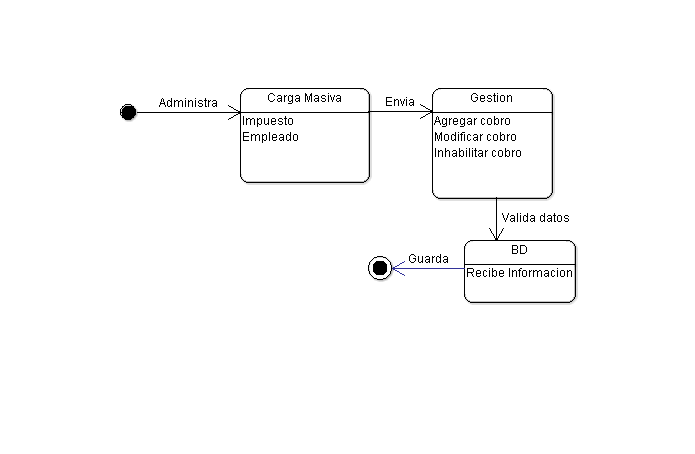 Administra
Carga Masiva
Impuesto
Empleado
Envia
Gestion
Agregar cobro
Modificar cobro
Inhabilitar cobro
Valida datos
BD
Recibe Informacion
Guarda